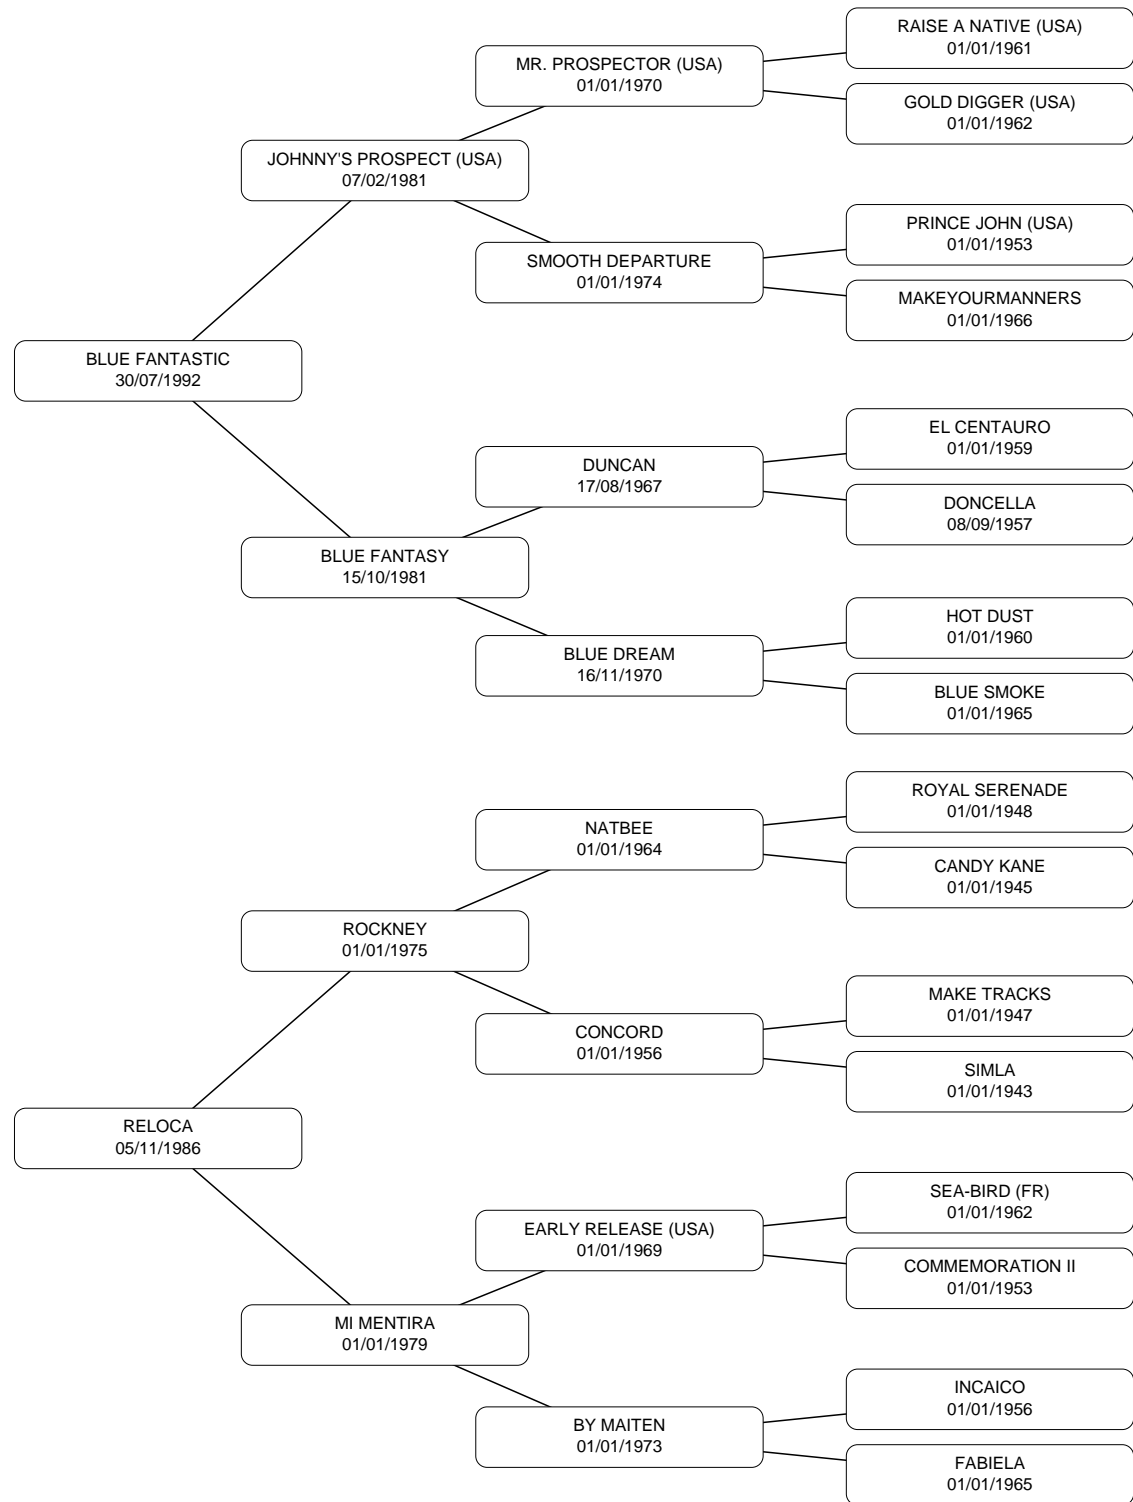 RAISE A NATIVE (USA)
01/01/1961
MR. PROSPECTOR (USA)
01/01/1970
GOLD DIGGER (USA)
01/01/1962
JOHNNY'S PROSPECT (USA)
07/02/1981
PRINCE JOHN (USA)
01/01/1953
SMOOTH DEPARTURE
01/01/1974
MAKEYOURMANNERS
01/01/1966
BLUE FANTASTIC
30/07/1992
EL CENTAURO
01/01/1959
DUNCAN
17/08/1967
DONCELLA
08/09/1957
BLUE FANTASY
15/10/1981
HOT DUST
01/01/1960
BLUE DREAM
16/11/1970
BLUE SMOKE
01/01/1965
ROYAL SERENADE
01/01/1948
NATBEE
01/01/1964
CANDY KANE
01/01/1945
ROCKNEY
01/01/1975
MAKE TRACKS
01/01/1947
CONCORD
01/01/1956
SIMLA
01/01/1943
RELOCA
05/11/1986
SEA-BIRD (FR)
01/01/1962
EARLY RELEASE (USA)
01/01/1969
COMMEMORATION II
01/01/1953
MI MENTIRA
01/01/1979
INCAICO
01/01/1956
BY MAITEN
01/01/1973
FABIELA
01/01/1965